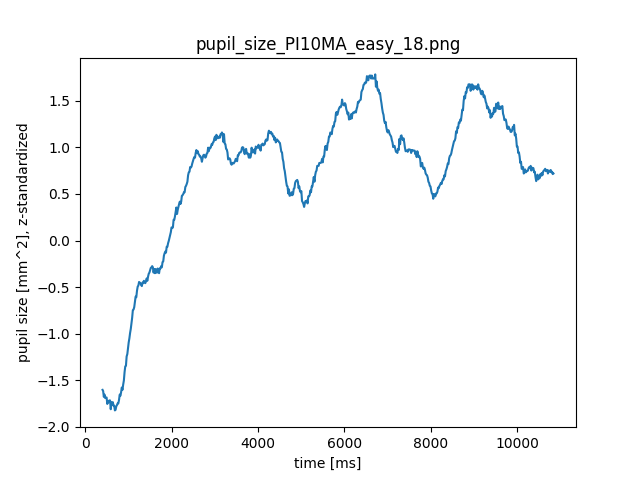 pupil_size_PI10MA_easy_18.png
pupil size [mm^2], z-standardized
1.5
1.0
0.5
0.0
−0.5
−1.0
−1.5
−2.0
0 2000 4000 6000 8000 10000
time [ms]